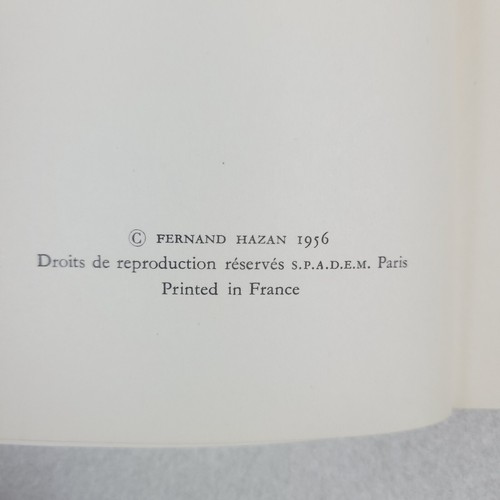 © FERNAND HAZAN 1956
Droits de reproduction réservés S.P.A.D.E.M. Paris
Printed in France